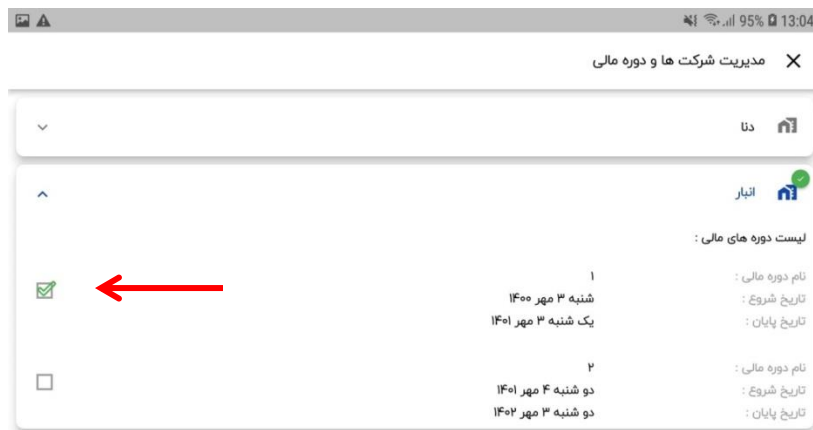 95% 13:04
مدیریت شرکت ها و دوره مالی
دنا
انبار
لیست دوره های مالی :
نام دوره مالی : ۱
تاریخ شروع : شنبه ۳ مهر ۱۴۰۰
تاریخ پایان : یک شنبه ۳ مهر ۱۴۰۱
نام دوره مالی : ۲
تاریخ شروع : دو شنبه ۴ مهر ۱۴۰۱
تاریخ پایان : دو شنبه ۳ مهر ۱۴۰۲